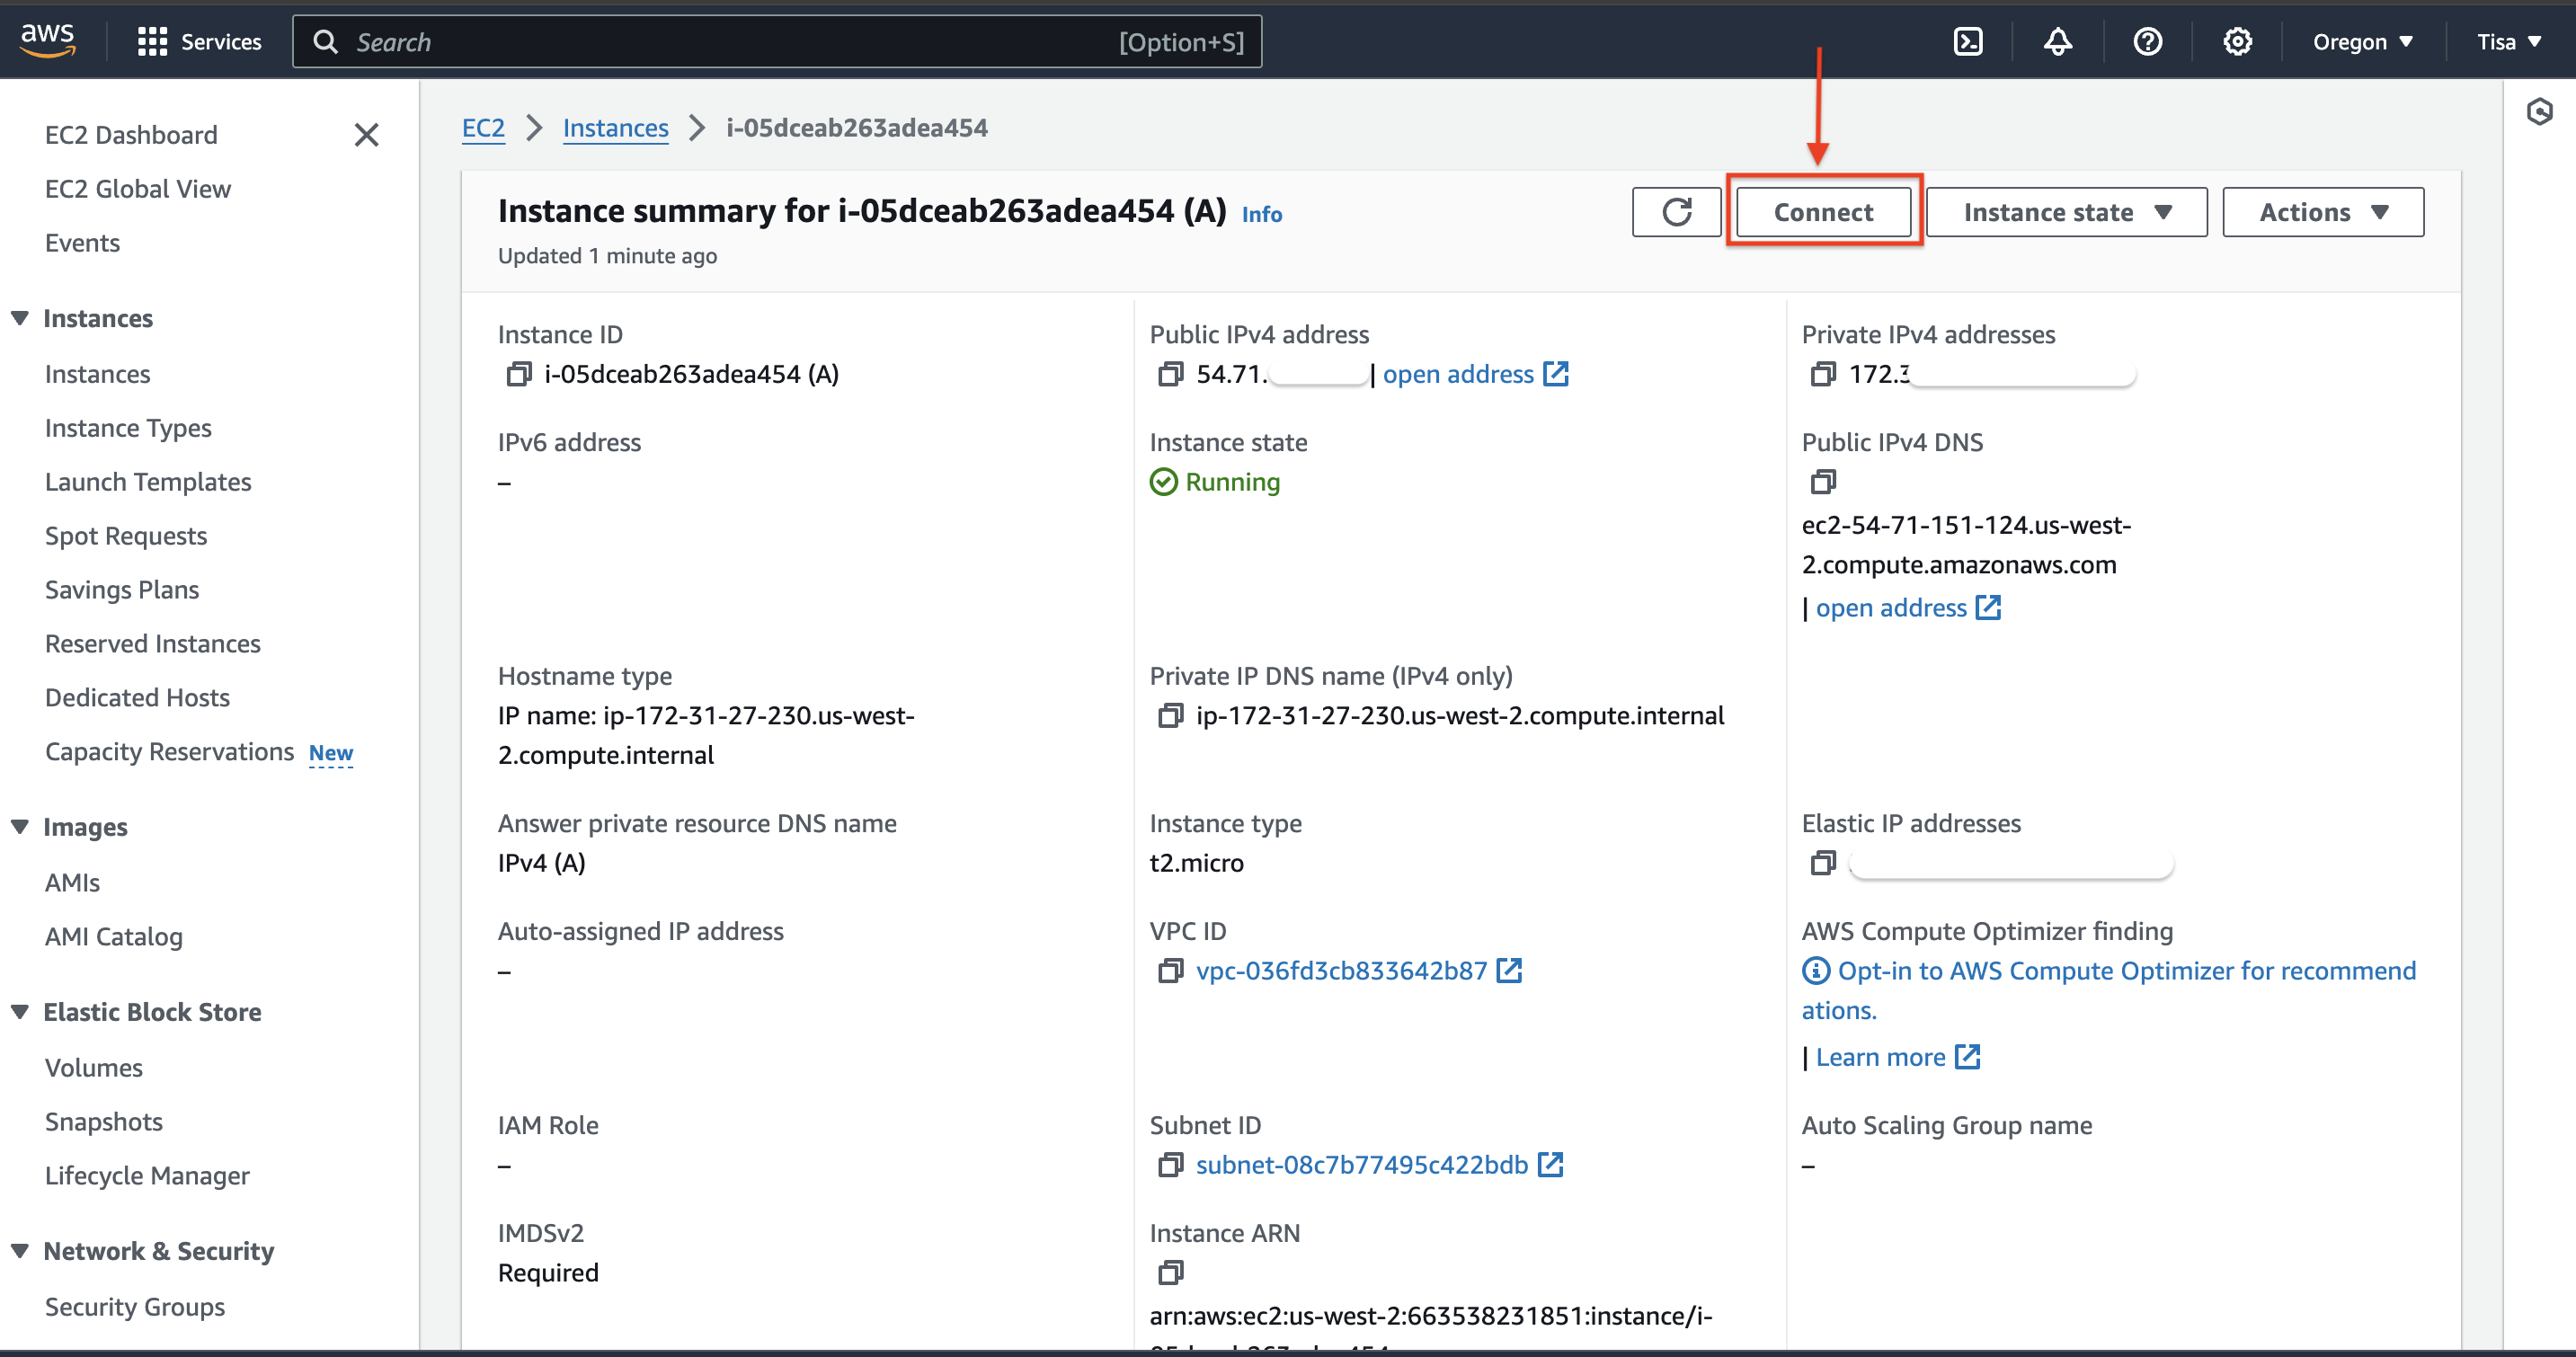 aws
Services
Search
[Option+S]
Oregon
Tisa
EC2 Dashboard
EC2 Global View
Events
Instances
Instances
Instance Types
Launch Templates
Spot Requests
Savings Plans
Reserved Instances
Dedicated Hosts
Capacity Reservations New
Images
AMIs
AMI Catalog
Elastic Block Store
Volumes
Snapshots
Lifecycle Manager
Network & Security
Security Groups
EC2 > Instances > i-05dceab263adea454
Instance summary for i-05dceab263adea454 (A) Info
Updated 1 minute ago
Connect
Instance state
Actions
Instance ID
i-05dceab263adea454 (A)
Public IPv4 address
54.71. | open address
Private IPv4 addresses
172.3
IPv6 address
–
Instance state
Running
Public IPv4 DNS
ec2-54-71-151-124.us-west-
2.compute.amazonaws.com
| open address
Hostname type
IP name: ip-172-31-27-230.us-west-
2.compute.internal
Private IP DNS name (IPv4 only)
ip-172-31-27-230.us-west-2.compute.internal
Answer private resource DNS name
IPv4 (A)
Instance type
t2.micro
Elastic IP addresses
Auto-assigned IP address
–
VPC ID
vpc-036fd3cb833642b87
AWS Compute Optimizer finding
Opt-in to AWS Compute Optimizer for recommend
ations.
| Learn more
IAM Role
–
Subnet ID
subnet-08c7b77495c422bdb
Auto Scaling Group name
–
IMDSv2
Required
Instance ARN
arn:aws:ec2:us-west-2:663538231851:instance/i-